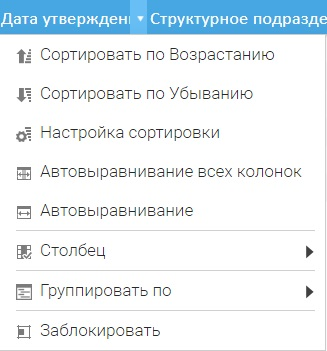 Дата утвержден Структурное подразде
Сортировать по Возрастанию
Сортировать по Убыванию
Настройка сортировки
Автовыравнивание всех колонок
Автовыравнивание
Столбец
Группировать по
Заблокировать